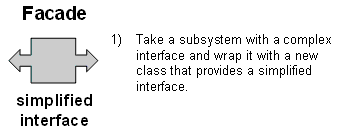 Facade
1) Take a subsystem with a complex
interface and wrap it with a new
class that provides a simplified
interface.
simplified
interface